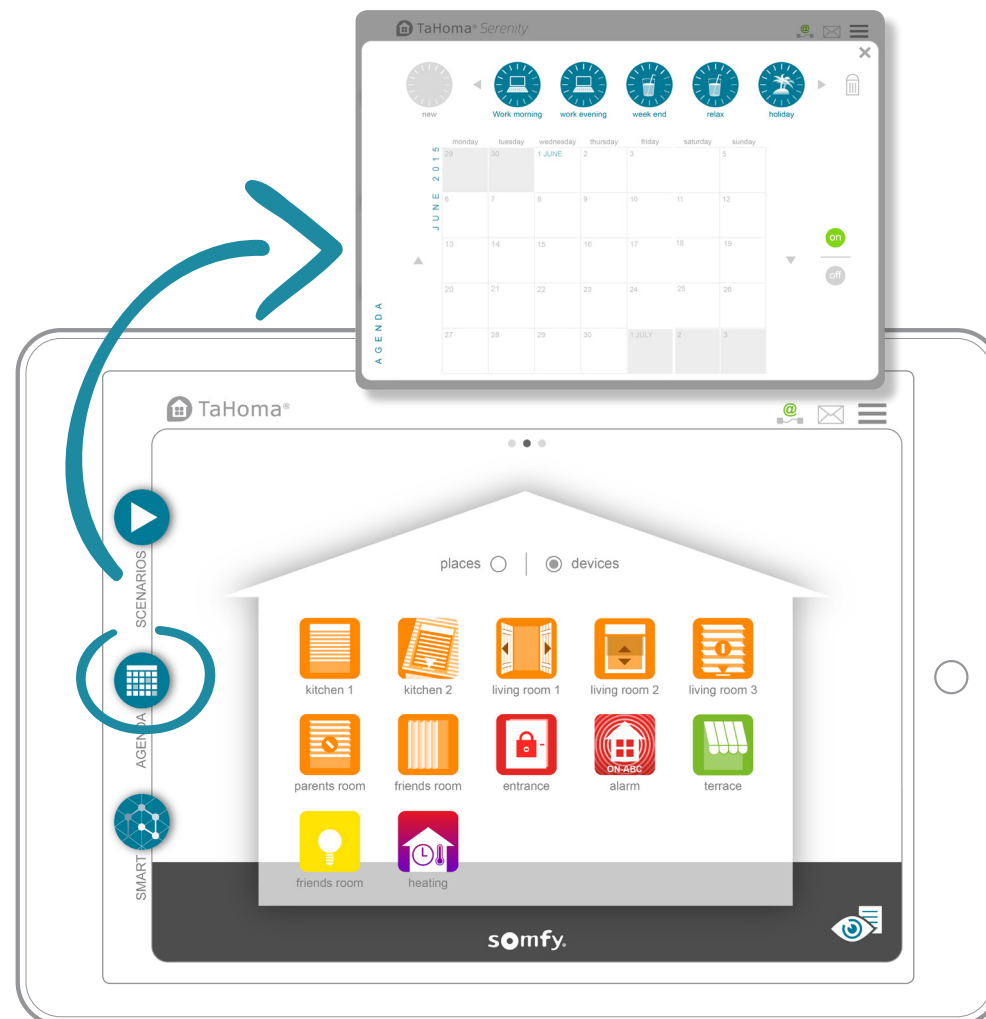 TaHoma® Serenity @
new Work morning work evening week end relax holiday
monday tuesday wednesday thursday friday saturday sunday
JUNE 2015
29 30 1 JUNE 2 3 5
6 7 8 9 10 11 12
13 14 15 16 17 18 19
20 21 22 23 24 25 26
27 28 29 30 1 JULY 2 3
AGENDA
on
off
TaHoma® @
places devices
SCENARIOS
AGENDA
SMART
kitchen 1 kitchen 2 living room 1 living room 2 living room 3
ON-ABC
parents room friends room entrance alarm terrace
friends room heating
somfy.